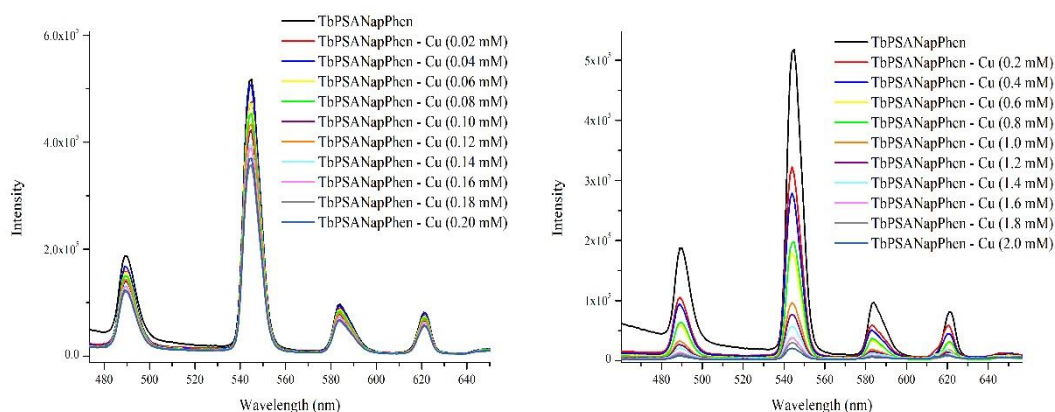 TbPSANapPhen
TbPSANapPhen - Cu (0.02 mM)
TbPSANapPhen - Cu (0.04 mM)
TbPSANapPhen - Cu (0.06 mM)
TbPSANapPhen - Cu (0.08 mM)
TbPSANapPhen - Cu (0.10 mM)
TbPSANapPhen - Cu (0.12 mM)
TbPSANapPhen - Cu (0.14 mM)
TbPSANapPhen - Cu (0.16 mM)
TbPSANapPhen - Cu (0.18 mM)
TbPSANapPhen - Cu (0.20 mM)
6.0x10³
4.0x10³
2.0x10³
0.0
Intensity
480 500 520 540 560 580 600 620 640
Wavelength (nm)
TbPSANapPhen
TbPSANapPhen - Cu (0.2 mM)
TbPSANapPhen - Cu (0.4 mM)
TbPSANapPhen - Cu (0.6 mM)
TbPSANapPhen - Cu (0.8 mM)
TbPSANapPhen - Cu (1.0 mM)
TbPSANapPhen - Cu (1.2 mM)
TbPSANapPhen - Cu (1.4 mM)
TbPSANapPhen - Cu (1.6 mM)
TbPSANapPhen - Cu (1.8 mM)
TbPSANapPhen - Cu (2.0 mM)
5x10³
4x10³
3x10³
2x10³
1x10³
0
Intensity
460 480 500 520 540 560 580 600 620 640
Wavelength (nm)